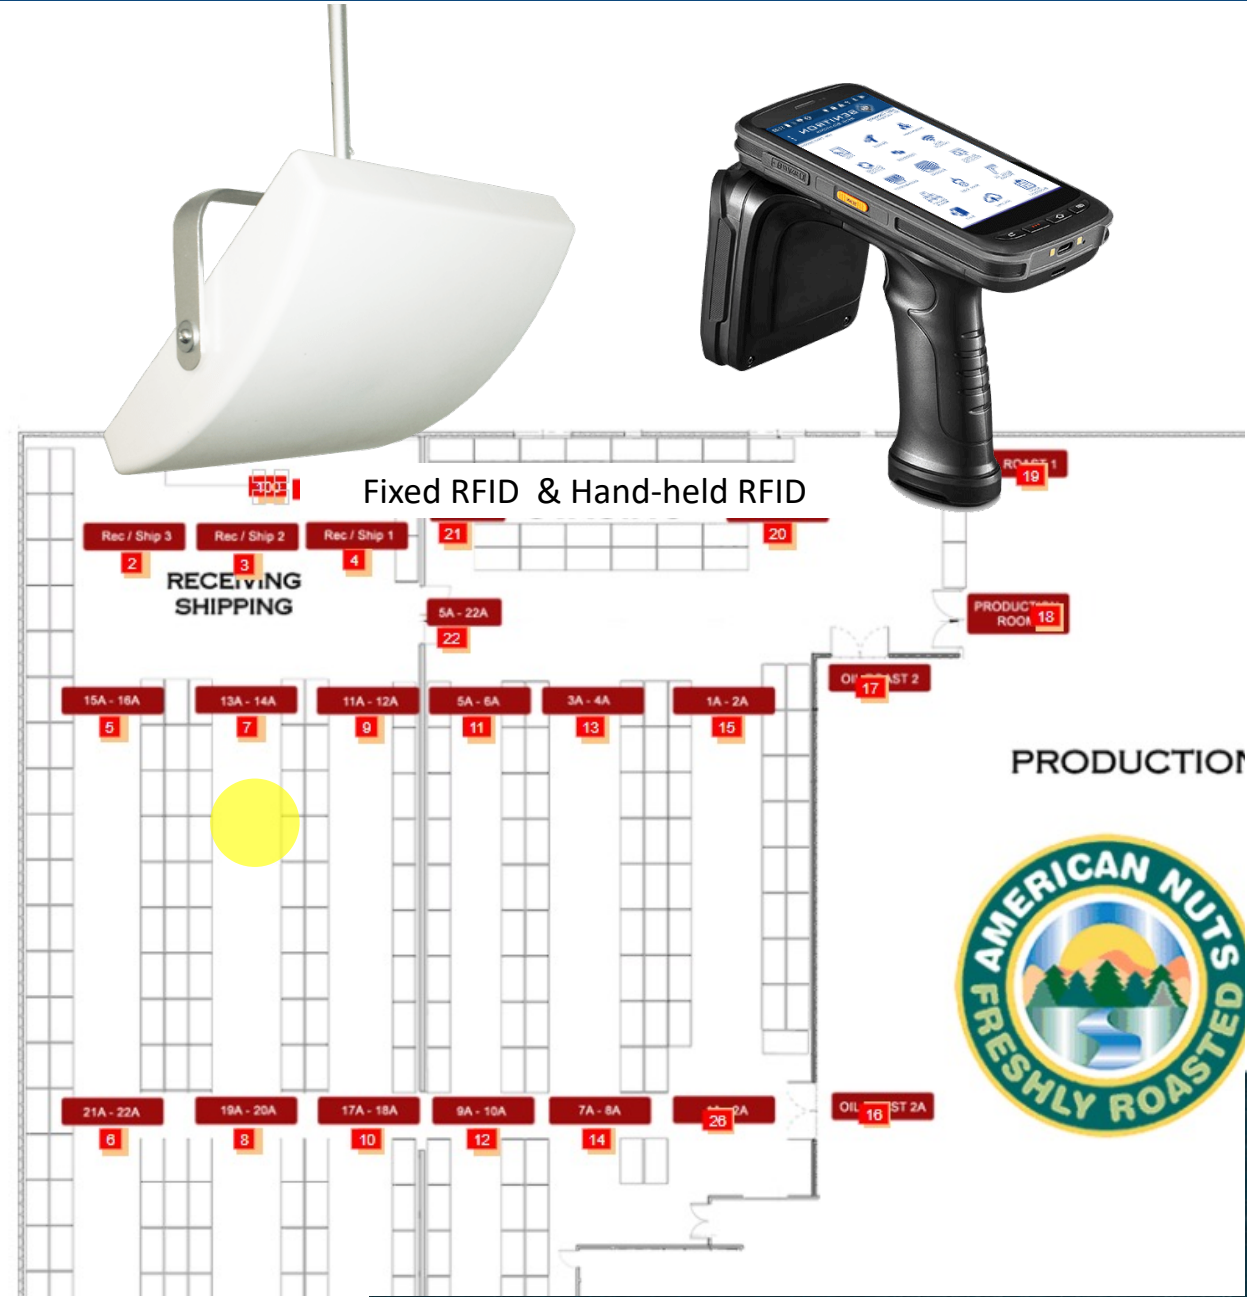 Fixed RFID & Hand-held RFID
100
ROAST 1
19
21
20
Rec / Ship 3
Rec / Ship 2
Rec / Ship 1
2
3
4
RECEIVING
SHIPPING
5A - 22A
22
PRODUCTION
ROOM
18
OIL ROAST 2
17
15A - 16A
13A - 14A
11A - 12A
5A - 6A
3A - 4A
1A - 2A
5
7
9
11
13
15
PRODUCTION
AMERICAN NUTS
FRESHLY ROASTED
21A - 22A
19A - 20A
17A - 18A
9A - 10A
7A - 8A
6
8
10
12
14
26
16